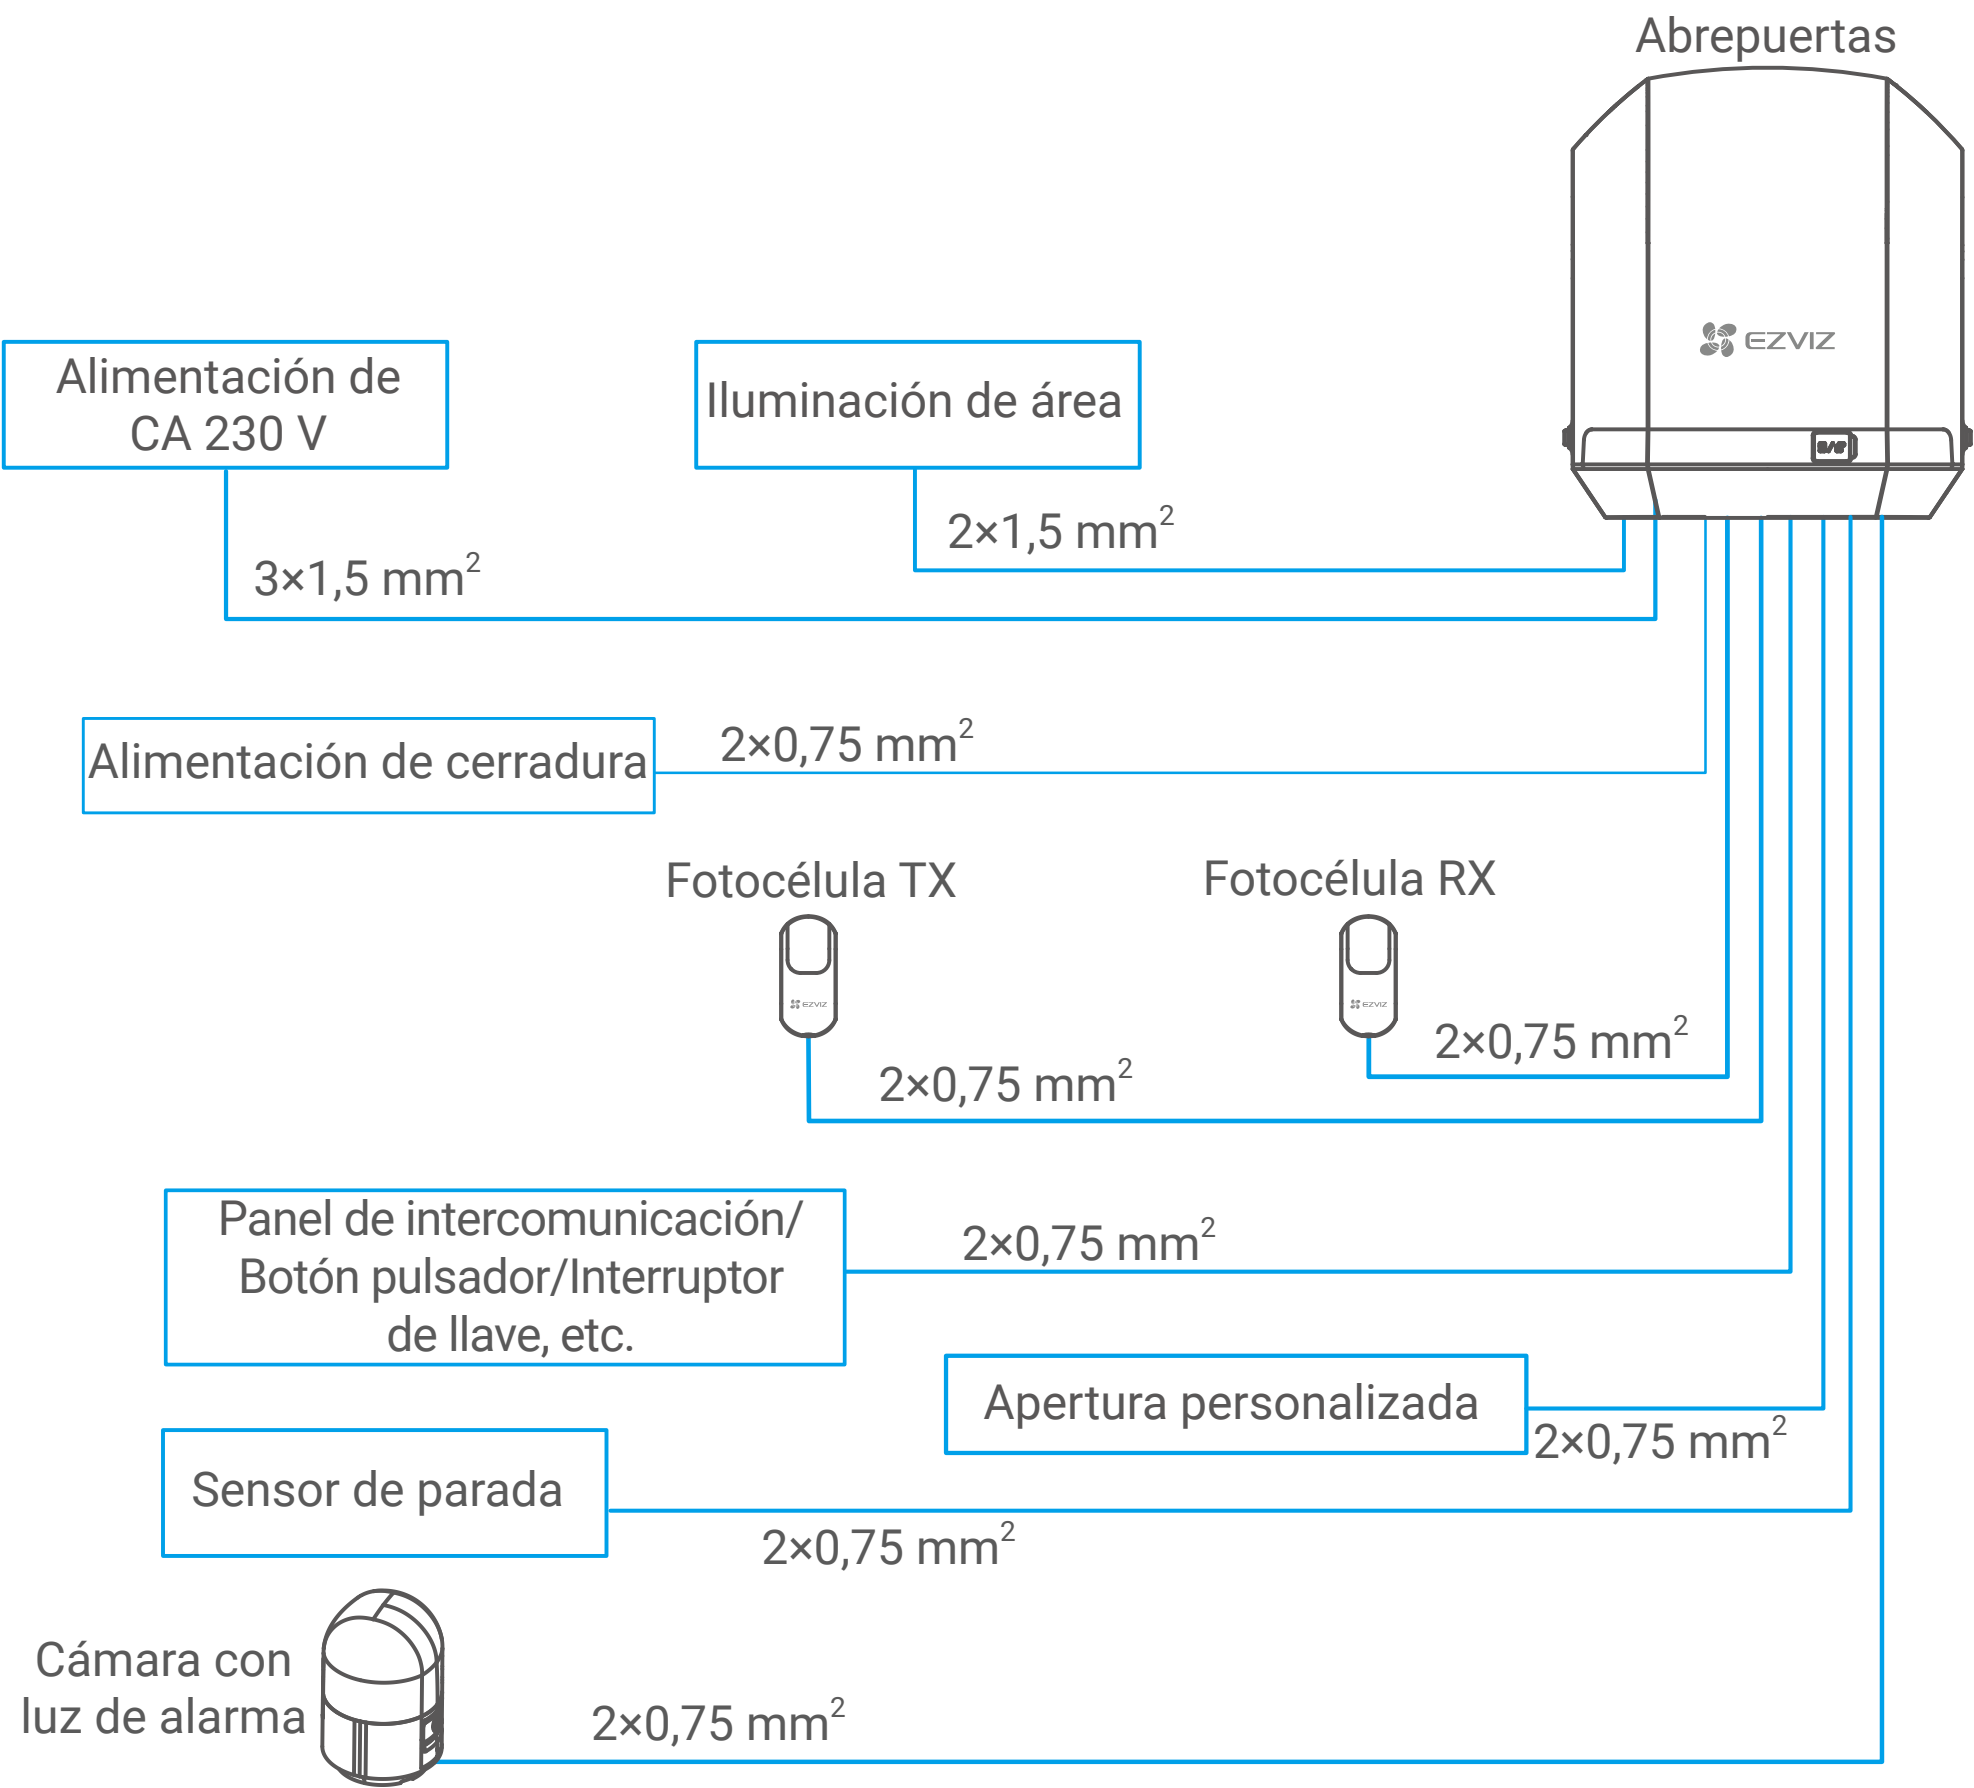 Abrepuertas
EZVIZ
Alimentación de
CA 230 V
Iluminación de área
2×1,5 mm²
3×1,5 mm²
Alimentación de cerradura
2×0,75 mm²
Fotocélula TX
Fotocélula RX
EZVIZ
EZVIZ
2×0,75 mm²
2×0,75 mm²
Panel de intercomunicación/
Botón pulsador/Interruptor
de llave, etc.
2×0,75 mm²
Apertura personalizada
2×0,75 mm²
Sensor de parada
2×0,75 mm²
Cámara con
luz de alarma
2×0,75 mm²